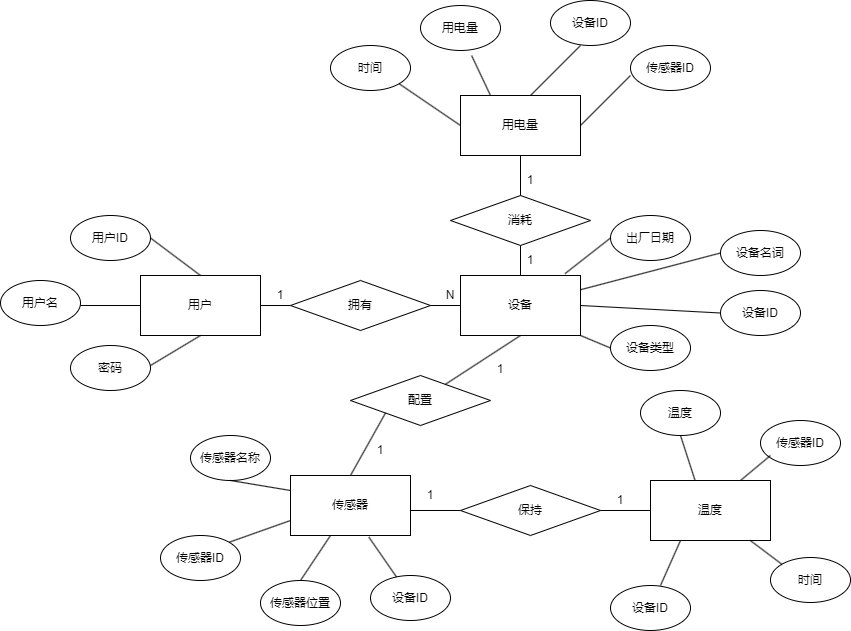 设备ID
用电量
时间
传感器ID
用电量
1
消耗
用户ID
出厂日期
设备名词
1
用户名
用户
1
拥有
N
设备
设备ID
密码
设备类型
1
配置
温度
传感器ID
传感器名称
1
传感器
1
保持
1
温度
传感器ID
时间
传感器位置
设备ID
设备ID